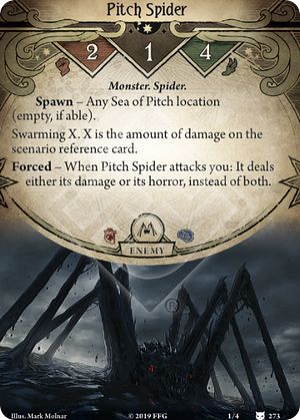 Pitch Spider
2 1 4
Monster. Spider.
Spawn – Any Sea of Pitch location
(empty, if able).
Swarming X. X is the amount of damage on the
scenario reference card.
Forced – When Pitch Spider attacks you: It deals
either its damage or its horror, instead of both.
ENEMY
Illus. Mark Molnar © 2019 FFG 1/4 273